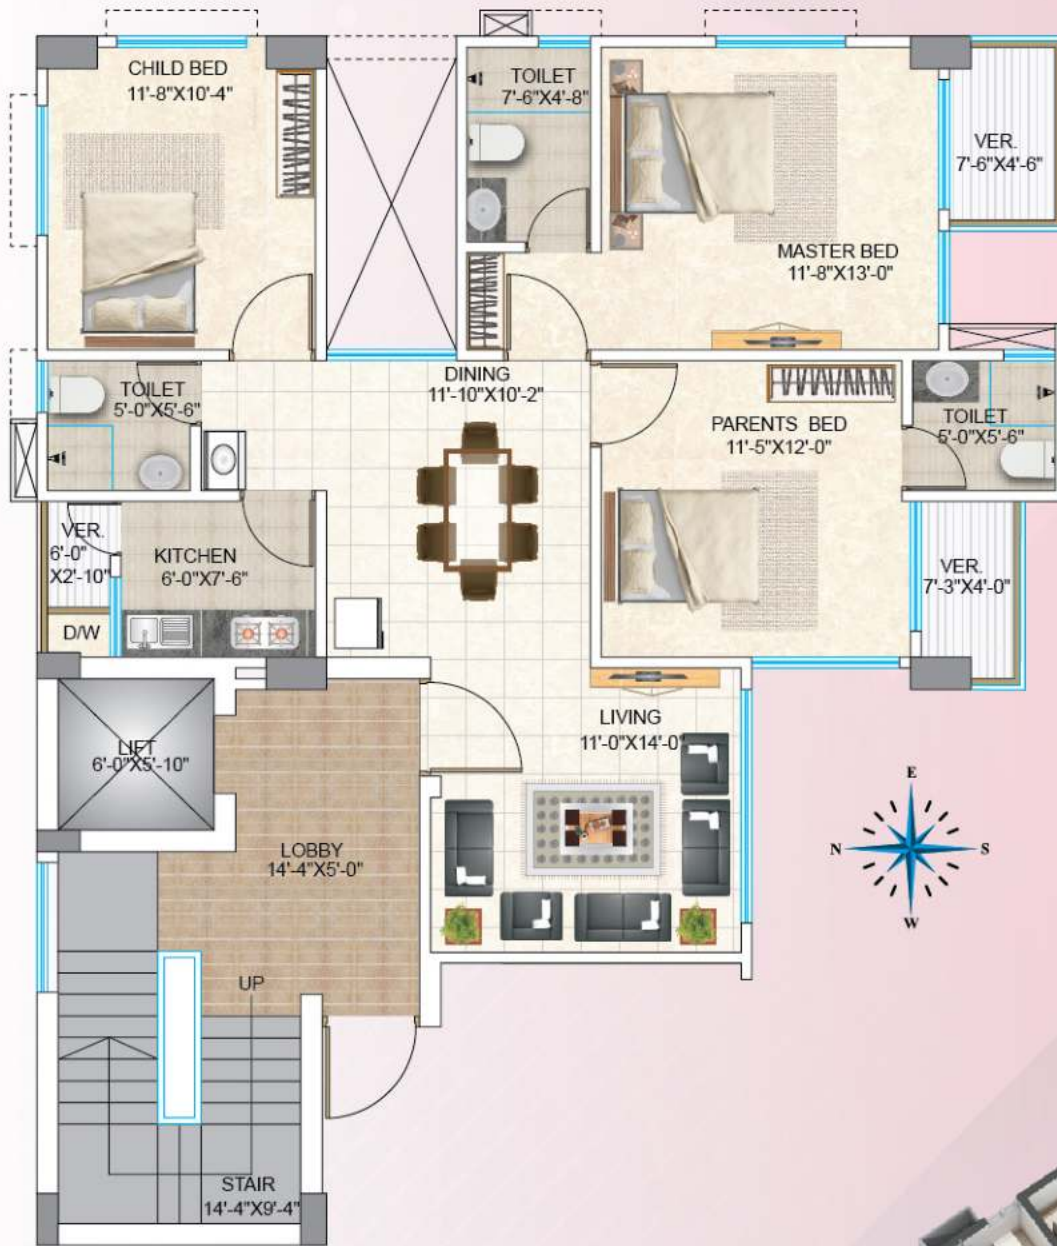 CHILD BED
11'-8"X10'-4"
TOILET
7'-6"X4'-8"
VER.
7'-6"X4'-6"
MASTER BED
11'-8"X13'-0"
DINING
11'-10"X10'-2"
TOILET
5'-0"X5'-6"
PARENTS BED
11'-5"X12'-0"
TOILET
5'-0"X5'-6"
VER.
6'-0"
X2'-10"
KITCHEN
6'-0"X7'-6"
VER.
7'-3"X4'-0"
D/W
LIVING
11'-0"X14'-0"
LIFT
6'-0"X5'-10"
LOBBY
14'-4"X5'-0"
E
N
S
W
UP
STAIR
14'-4"X9'-4"